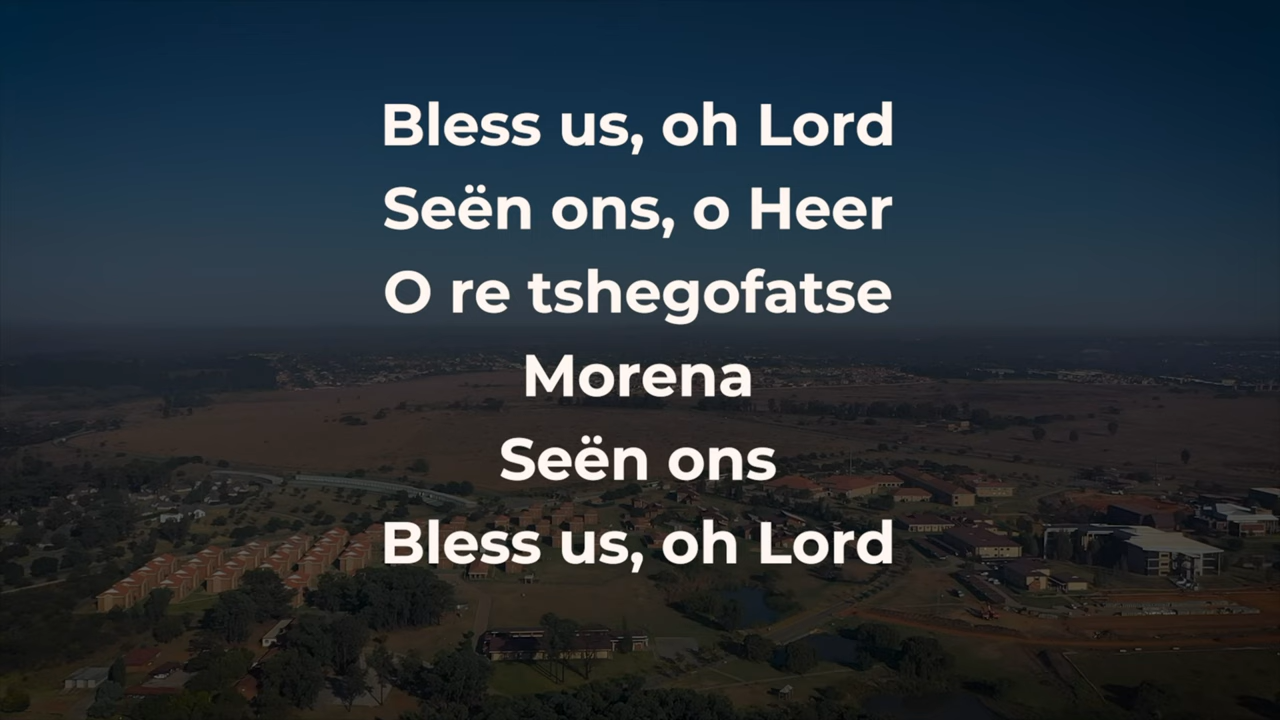 Bless us, oh Lord
Seën ons, o Heer
O re tshegofatse
Morena
Seën ons
Bless us, oh Lord